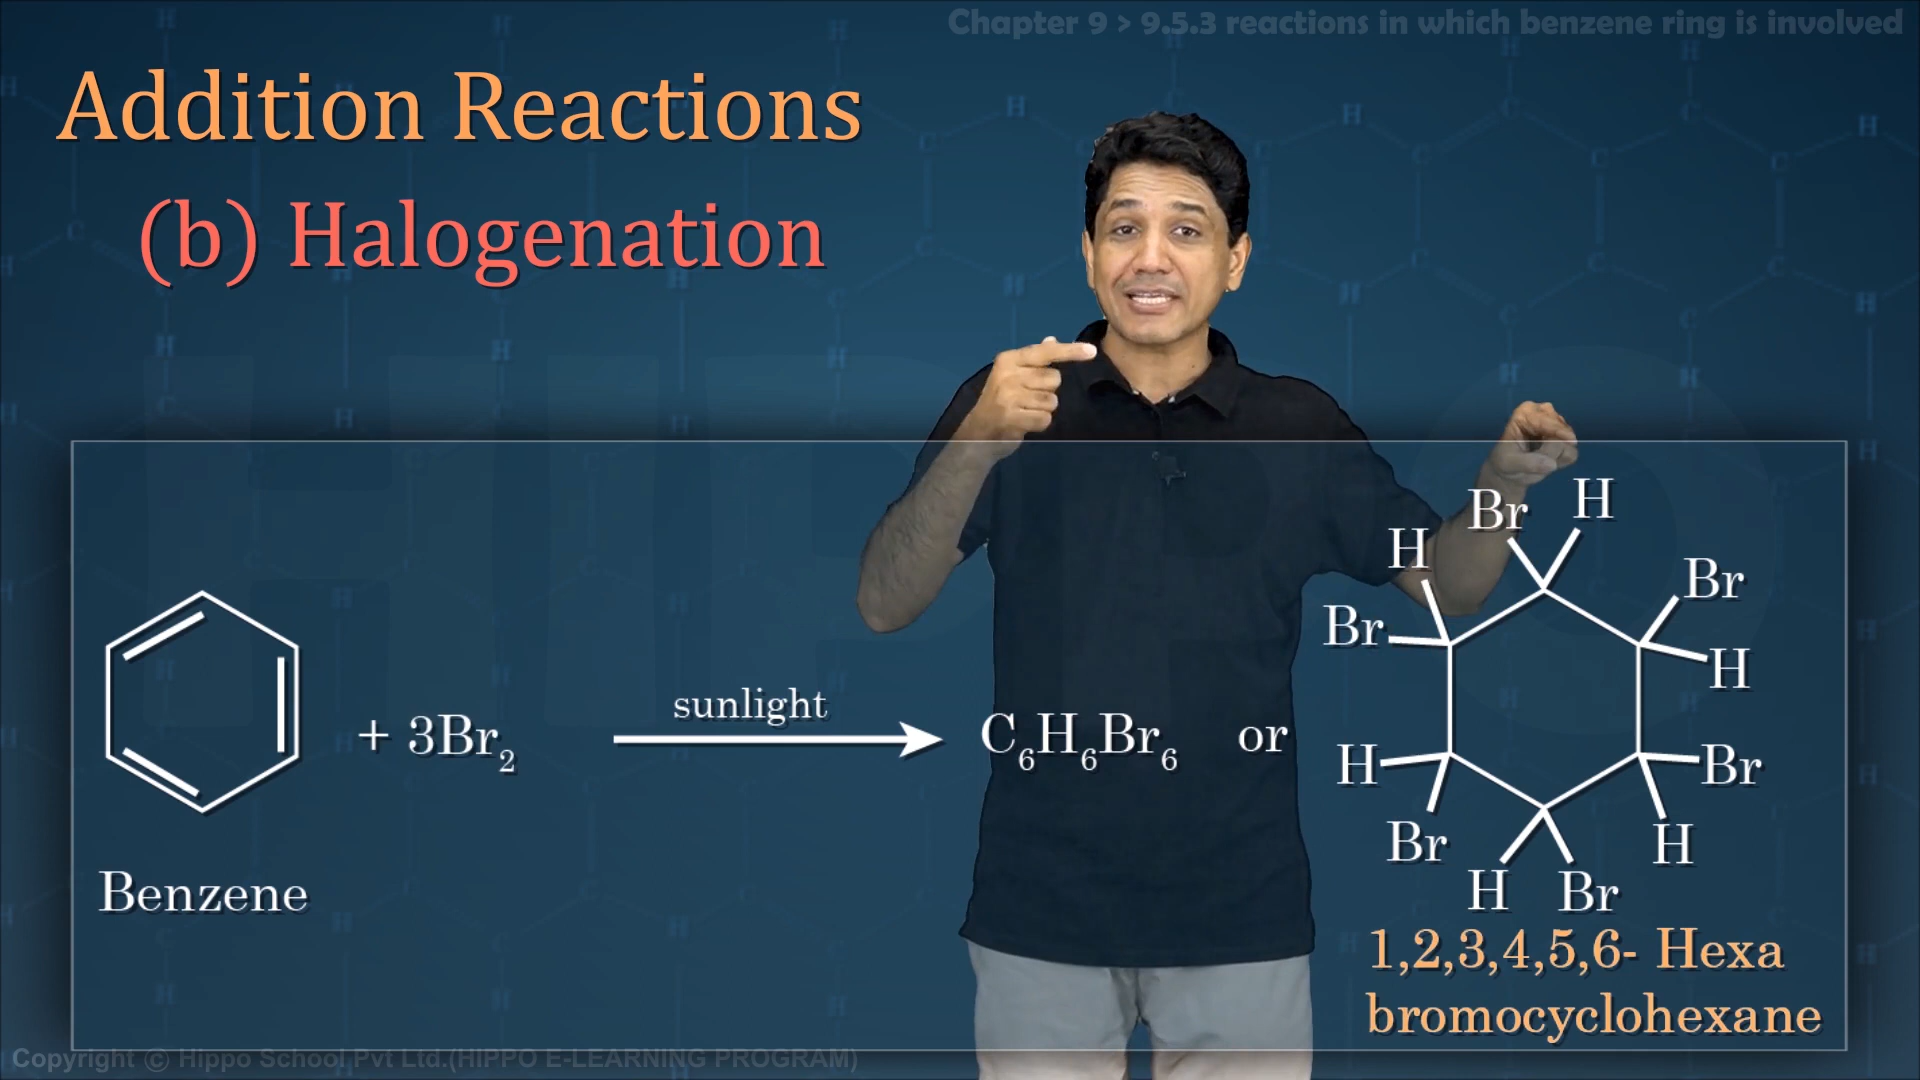 Chapter 9 > 9.5.3 reactions in which benzene ring is involved
Addition Reactions
(b) Halogenation
Br H
H
Br
Br
H
sunlight
+ 3Br₂
C₆H₆Br₆ or
H
Br
Br
H
H Br
Benzene
1,2,3,4,5,6- Hexa
bromocyclohexane
Copyright © Hippo School Pvt Ltd.(HIPPO E-LEARNING PROGRAM)